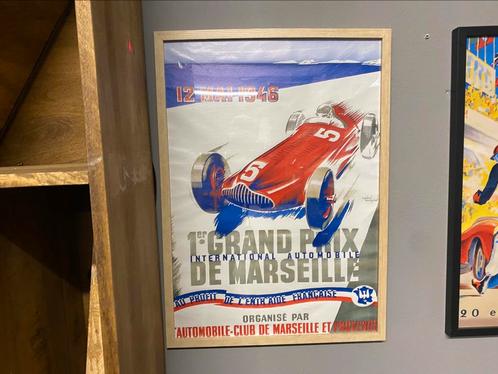 12 MAI 1946
5
5
1er GRAND PRIX
INTERNATIONAL AUTOMOBILE
DE MARSEILLE
AU PROFIT DE L'ENTR'AIDE FRANÇAISE
ORGANISÉ PAR
L'AUTOMOBILE-CLUB DE MARSEILLE ET PROVENCE
20 e